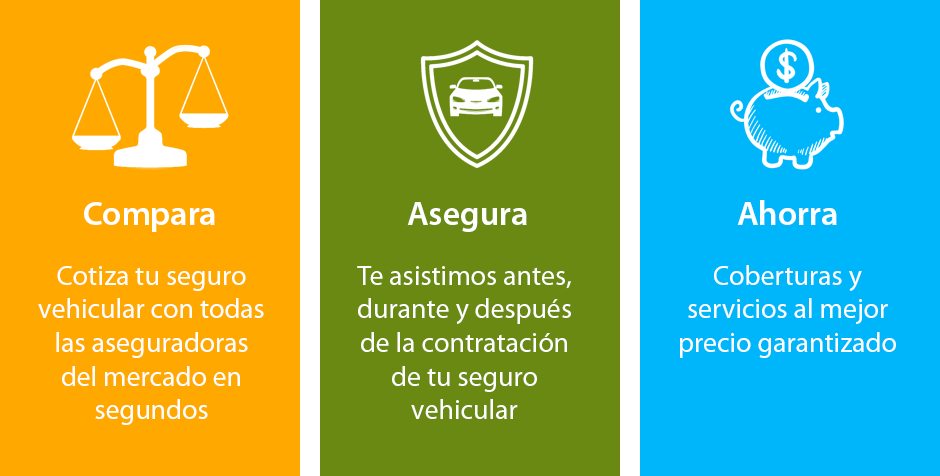 $
Compara
Cotiza tu seguro
vehicular con todas
las aseguradoras
del mercado en
segundos
Asegura
Te asistimos antes,
durante y después
de la contratación
de tu seguro
vehicular
Ahorra
Coberturas y
servicios al mejor
precio garantizado